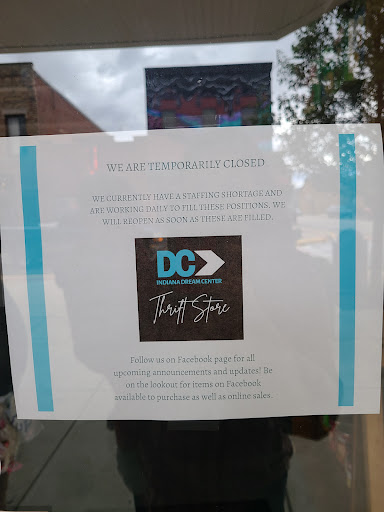 WE ARE TEMPORARILY CLOSED
WE CURRENTLY HAVE A STAFFING SHORTAGE AND
ARE WORKING DAILY TO FILL THESE POSITIONS. WE
WILL REOPEN AS SOON AS THESE ARE FILLED.
DC
INDIANA DREAM CENTER
Thrift Store
Follow us on Facebook page for all
upcoming announcements and updates! Be
on the lookout for items on Facebook
available to purchase as well as online sales.